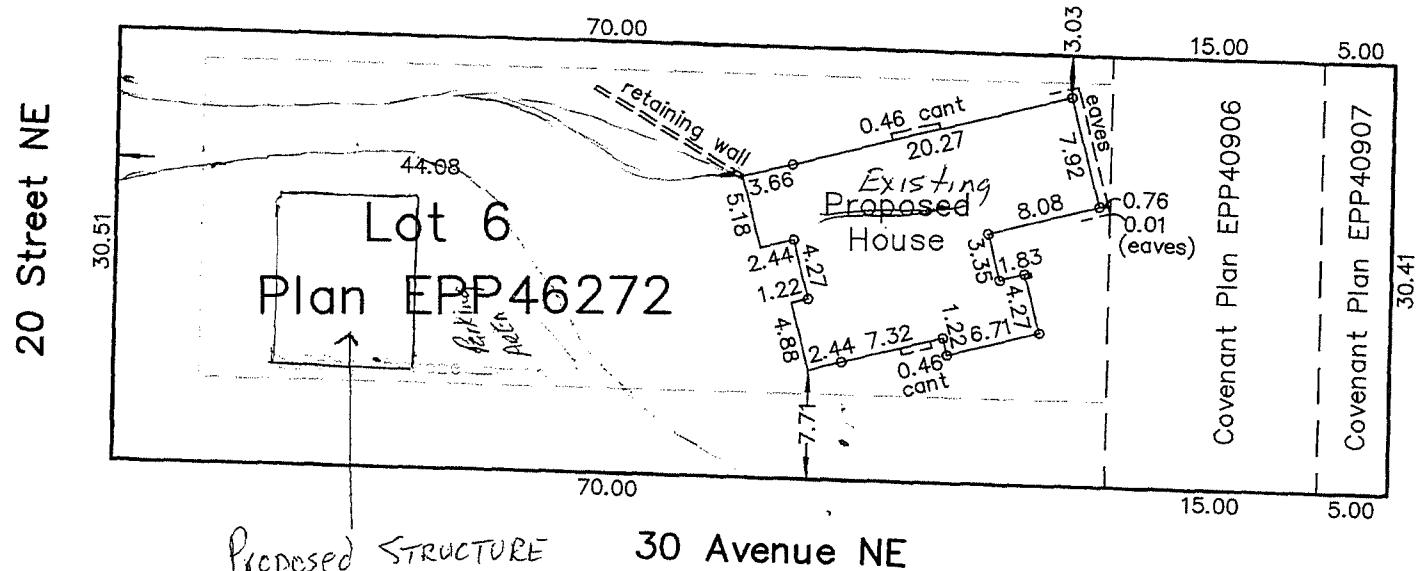 70.00
3.03
15.00
5.00
20 Street NE
30.51
44.08
retaining wall
0.46 cant
20.27
eaves
7.92
3.66
5.18
Existing
Proposed
House
8.08
0.76
0.01
(eaves)
Lot 6
Plan EPP46272
Parking
Area
2.44
4.27
1.22
4.88
3.35
1.83
4.27
2.44
7.32
1.22
6.71
0.46
cant
7.71
Covenant Plan EPP40906
Covenant Plan EPP40907
30.41
70.00
15.00
5.00
Proposed STRUCTURE
30 Avenue NE